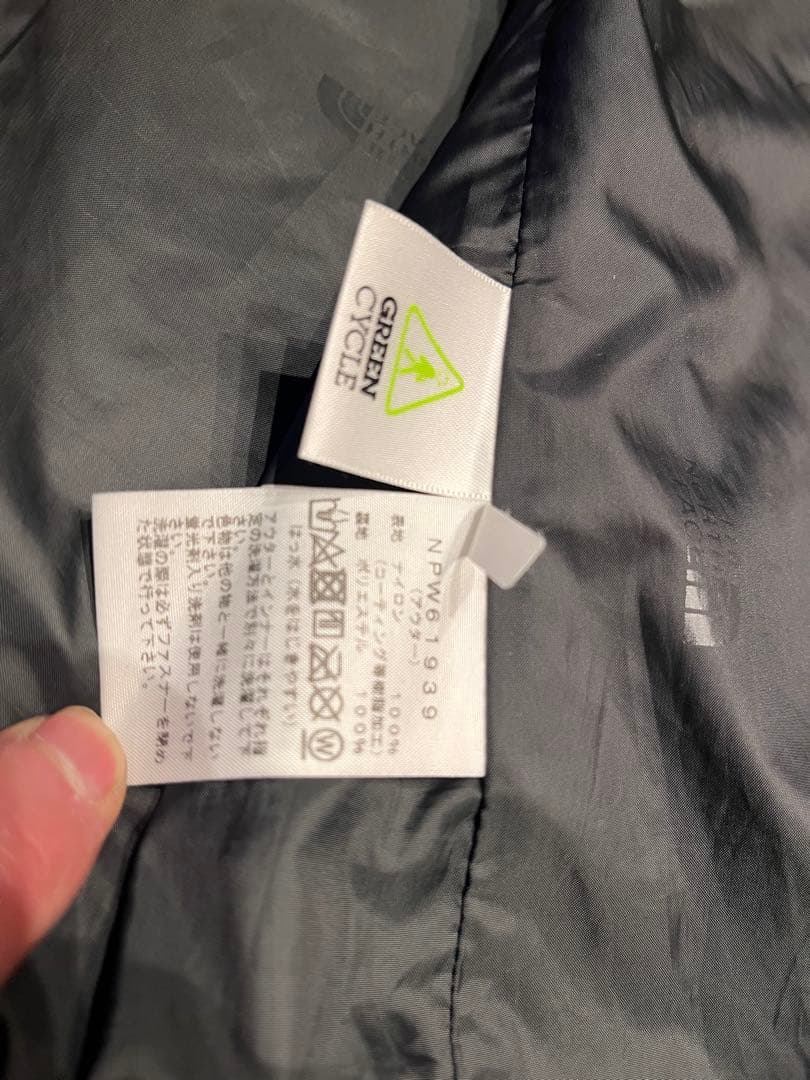 GREEN
CYCLE
NPW61939
(アウター)
表地 ナイロン 100%
(コーティング等樹脂加工)
裏地 ポリエステル 100%
はっ水(水をはじきやすい)
アウターとインナーはそれぞれ指
定の洗濯方法で別々に洗濯して下
さい。
色物は他の物と一緒に洗濯しない
で下さい。
蛍光剤入り洗剤は使用しないで下
さい。
洗濯の際は必ずファスナーを閉め
た状態で行って下さい。